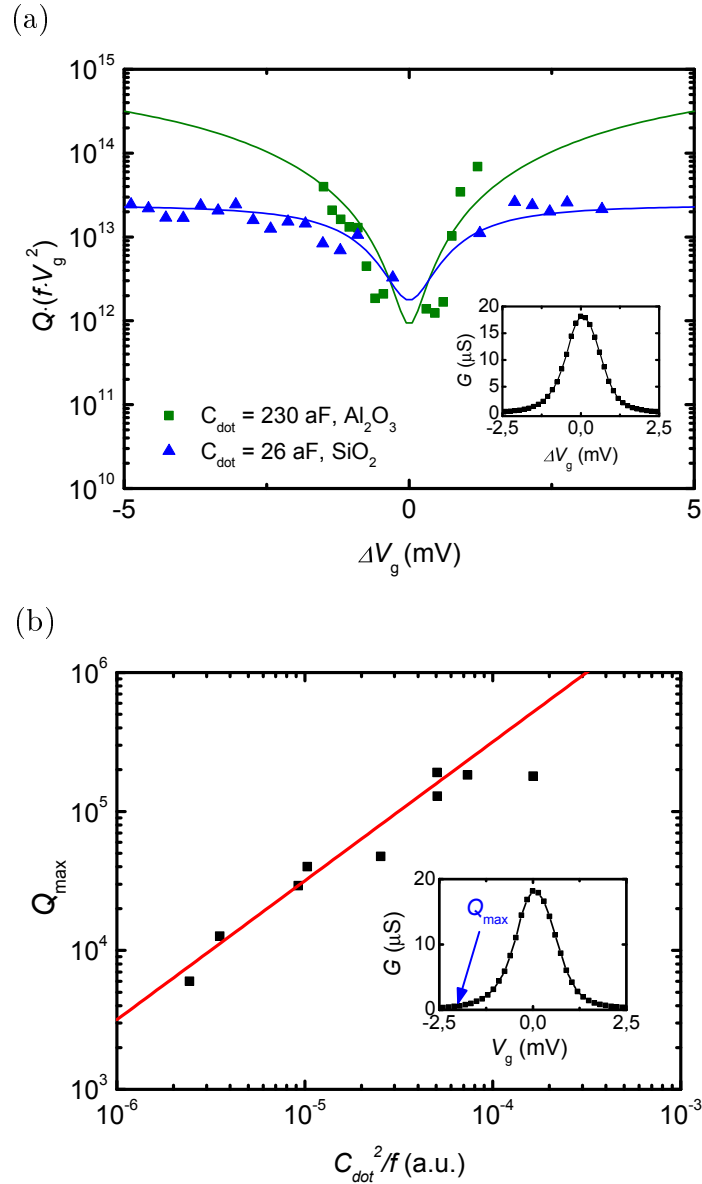 (a)
10^15
10^14
10^13
10^12
10^11
10^10
Q·(f·V_g^2)
C_dot = 230 aF, Al_2O_3
C_dot = 26 aF, SiO_2
20
15
10
5
0
G (μS)
-2,5 0,0 2,5
ΔV_g (mV)
-5 0 5
ΔV_g (mV)
(b)
10^6
10^5
10^4
10^3
Q_max
20
10
0
G (μS)
Q_max
-2,5 0,0 2,5
V_g (mV)
10^-6 10^-5 10^-4 10^-3
C_dot^2/f (a.u.)